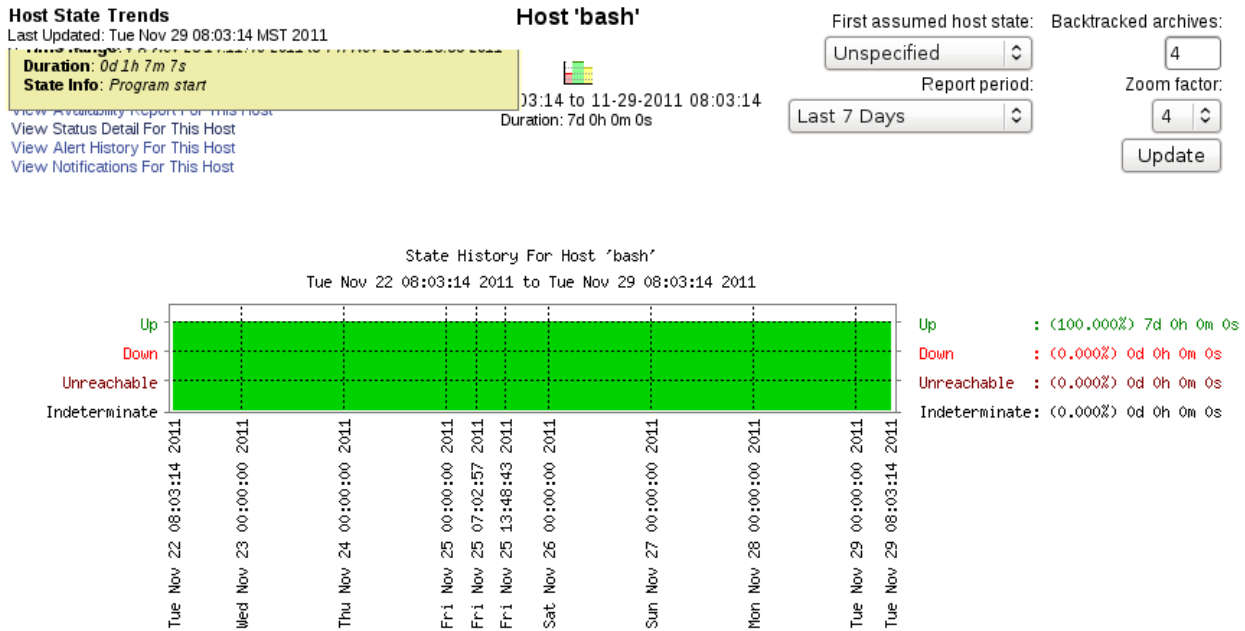 Host State Trends
Last Updated: Tue Nov 29 08:03:14 MST 2011
Duration: 0d 1h 7m 7s
State Info: Program start
View Availability Report For This Host
View Status Detail For This Host
View Alert History For This Host
View Notifications For This Host
Host 'bash'
03:14 to 11-29-2011 08:03:14
Duration: 7d 0h 0m 0s
First assumed host state:
Unspecified
Backtracked archives:
4
Report period:
Last 7 Days
Zoom factor:
4
Update
State History For Host 'bash'
Tue Nov 22 08:03:14 2011 to Tue Nov 29 08:03:14 2011
Up
Down
Unreachable
Indeterminate
Up : (100.000%) 7d 0h 0m 0s
Down : (0.000%) 0d 0h 0m 0s
Unreachable : (0.000%) 0d 0h 0m 0s
Indeterminate: (0.000%) 0d 0h 0m 0s
Tue Nov 22 08:03:14 2011
Wed Nov 23 00:00:00 2011
Thu Nov 24 00:00:00 2011
Fri Nov 25 00:00:00 2011
Fri Nov 25 07:02:57 2011
Fri Nov 25 13:48:43 2011
Sat Nov 26 00:00:00 2011
Sun Nov 27 00:00:00 2011
Mon Nov 28 00:00:00 2011
Tue Nov 29 00:00:00 2011
Tue Nov 29 08:03:14 2011